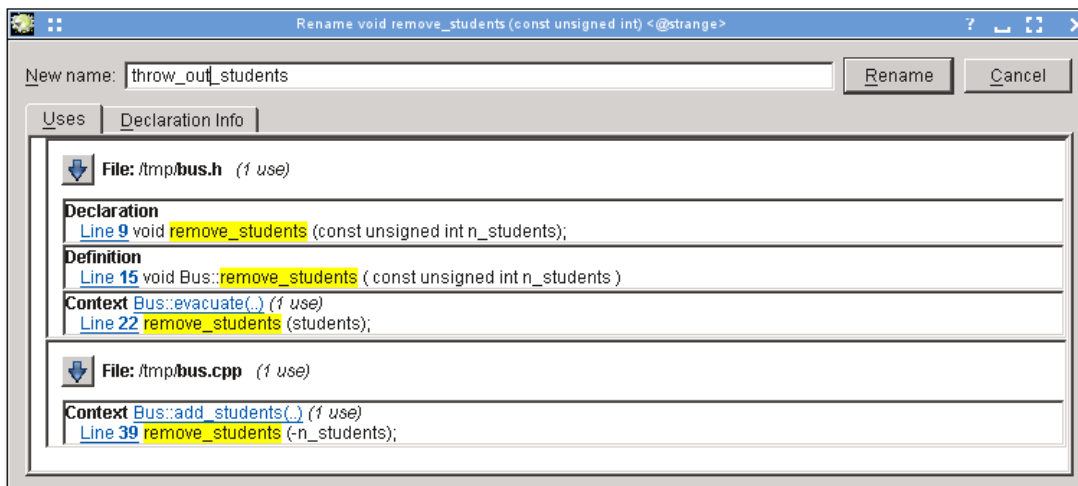 Rename void remove_students (const unsigned int) <@strange>
New name: throw_out_students Rename Cancel
Uses Declaration Info
File: /tmp/bus.h (1 use)
Declaration
Line 9 void remove_students (const unsigned int n_students);
Definition
Line 15 void Bus::remove_students ( const unsigned int n_students )
Context Bus::evacuate(..) (1 use)
Line 22 remove_students (students);
File: /tmp/bus.cpp (1 use)
Context Bus::add_students(..) (1 use)
Line 39 remove_students (-n_students);